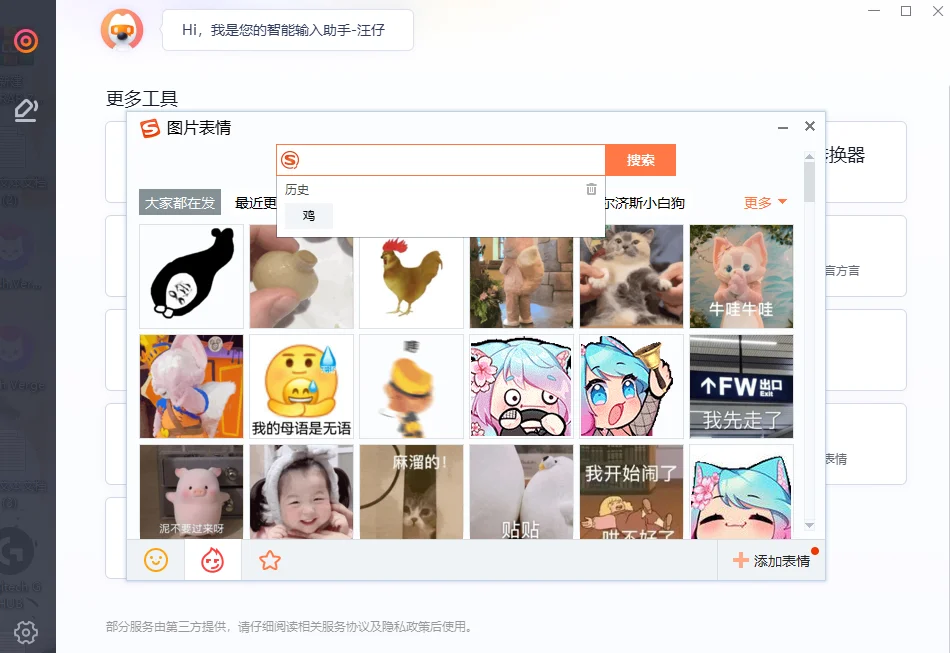 Hi，我是您的智能输入助手-汪仔
更多工具
图片表情
换器
搜索
历史
鸡
大家都在发
最近更
尔济斯小白狗
更多
言方言
牛哇牛哇
我的母语是无语
↑FW出口
Exit
我先走了
表情
泥不要过来呀
麻溜的！
贴贴
我开始闹了
哄不好了
添加表情
部分服务由第三方提供，请仔细阅读相关服务协议及隐私政策后使用。